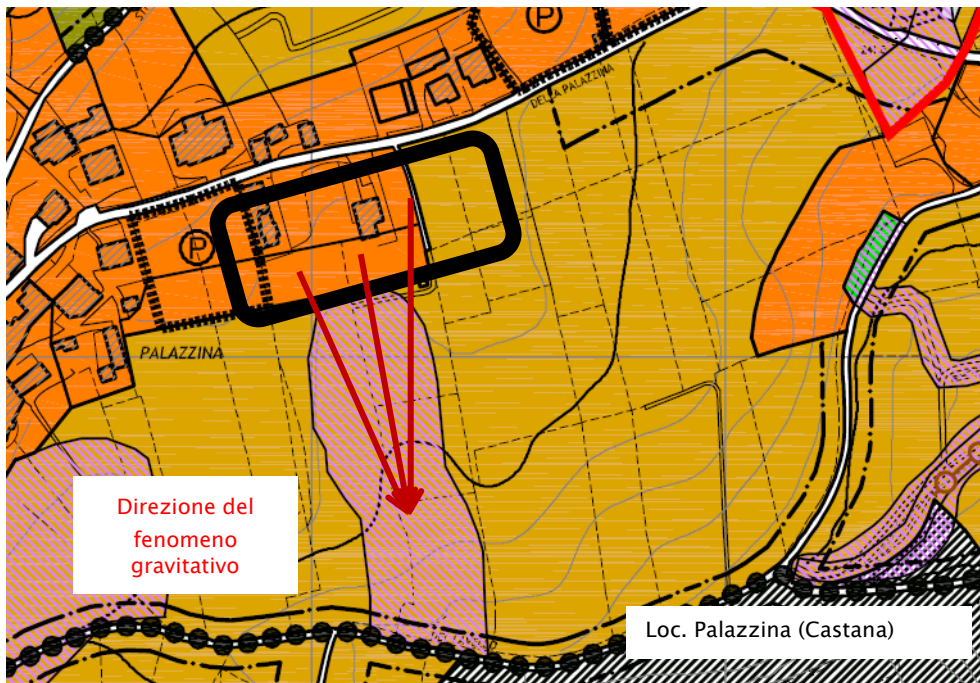 P
DELLA PALAZZINA
P
PALAZZINA
Direzione del
fenomeno
gravitativo
Loc. Palazzina (Castana)